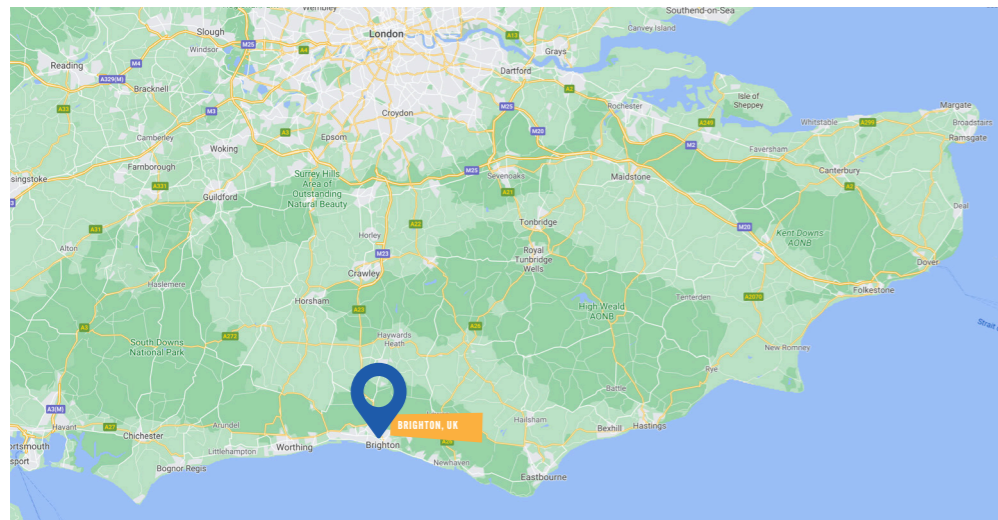 Southend-on-Sea
Wembley
Canvey Island
Slough
London
A13
M25
A4
Windsor
Grays
Reading
M4
Dartford
A329(M)
Bracknell
A2
Isle of
Sheppey
Rochester
M25
Margate
A33
M3
Croydon
A249
Whitstable
A299
Broadstairs
M20
Camberley
A3
Epsom
Ramsgate
Woking
M2
Faversham
Farnborough
Canterbury
Surrey Hills
Area of
Outstanding
Natural Beauty
M25
Sevenoaks
Maidstone
singstoke
A331
A21
A2
Guildford
Deal
A31
A22
Tonbridge
M20
Kent Downs
AONB
Horley
Alton
M23
Royal
Tunbridge
Wells
Dover
Crawley
Haslemere
Folkestone
Horsham
High Weald
AONB
Tenterden
A2070
A23
A3
A272
A26
Strait
Haywards
Heath
South Downs
National Park
New Romney
Rye
Battle
A3(M)
Havant
A27
Arundel
BRIGHTON, UK
Hailsham
Bexhill
Hastings
Chichester
Worthing
Brighton
ortsmouth
Littlehampton
sport
Newhaven
Bognor Regis
Eastbourne